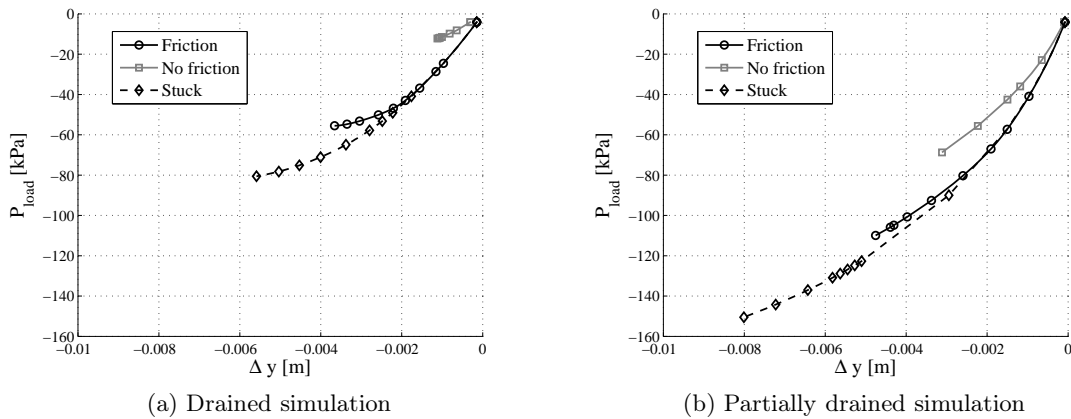 0
−20
−40
−60
−80
−100
−120
−140
−160
P_load [kPa]
Friction
No friction
Stuck
−0.01
−0.008
−0.006
−0.004
−0.002
0
Δ y [m]
(a) Drained simulation
0
−20
−40
−60
−80
−100
−120
−140
−160
P_load [kPa]
Friction
No friction
Stuck
−0.01
−0.008
−0.006
−0.004
−0.002
0
Δ y [m]
(b) Partially drained simulation